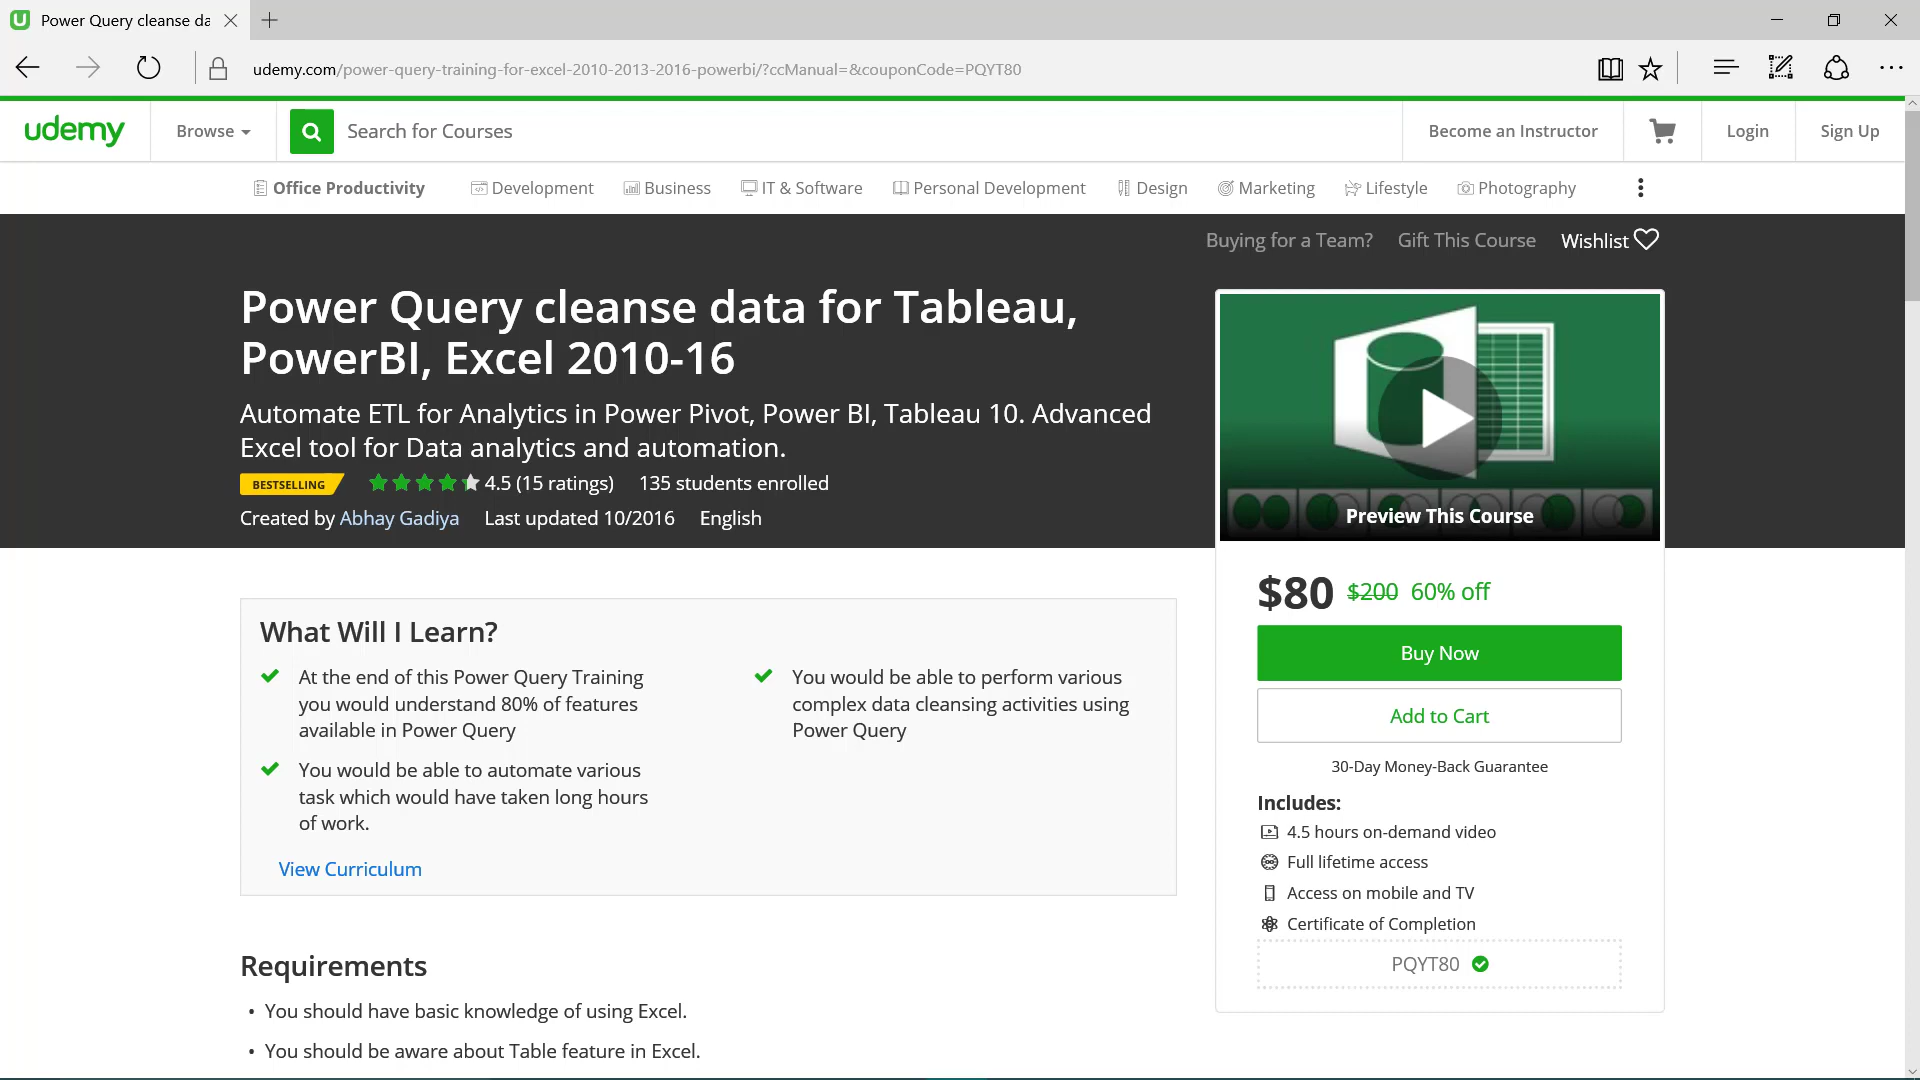 Power Query cleanse da
udemy.com/power-query-training-for-excel-2010-2013-2016-powerbi/?ccManual=&couponCode=PQYT80
udemy
Browse
Search for Courses
Become an Instructor
Login
Sign Up
Office Productivity
Development
Business
IT & Software
Personal Development
Design
Marketing
Lifestyle
Photography
Buying for a Team?
Gift This Course
Wishlist
Power Query cleanse data for Tableau,
PowerBI, Excel 2010-16
Automate ETL for Analytics in Power Pivot, Power BI, Tableau 10. Advanced
Excel tool for Data analytics and automation.
BESTSELLING
4.5 (15 ratings)
135 students enrolled
Created by Abhay Gadiya
Last updated 10/2016
English
Preview This Course
$80 $200 60% off
Buy Now
Add to Cart
30-Day Money-Back Guarantee
Includes:
4.5 hours on-demand video
Full lifetime access
Access on mobile and TV
Certificate of Completion
PQYT80
What Will I Learn?
At the end of this Power Query Training
you would understand 80% of features
available in Power Query
You would be able to automate various
task which would have taken long hours
of work.
You would be able to perform various
complex data cleansing activities using
Power Query
View Curriculum
Requirements
• You should have basic knowledge of using Excel.
• You should be aware about Table feature in Excel.